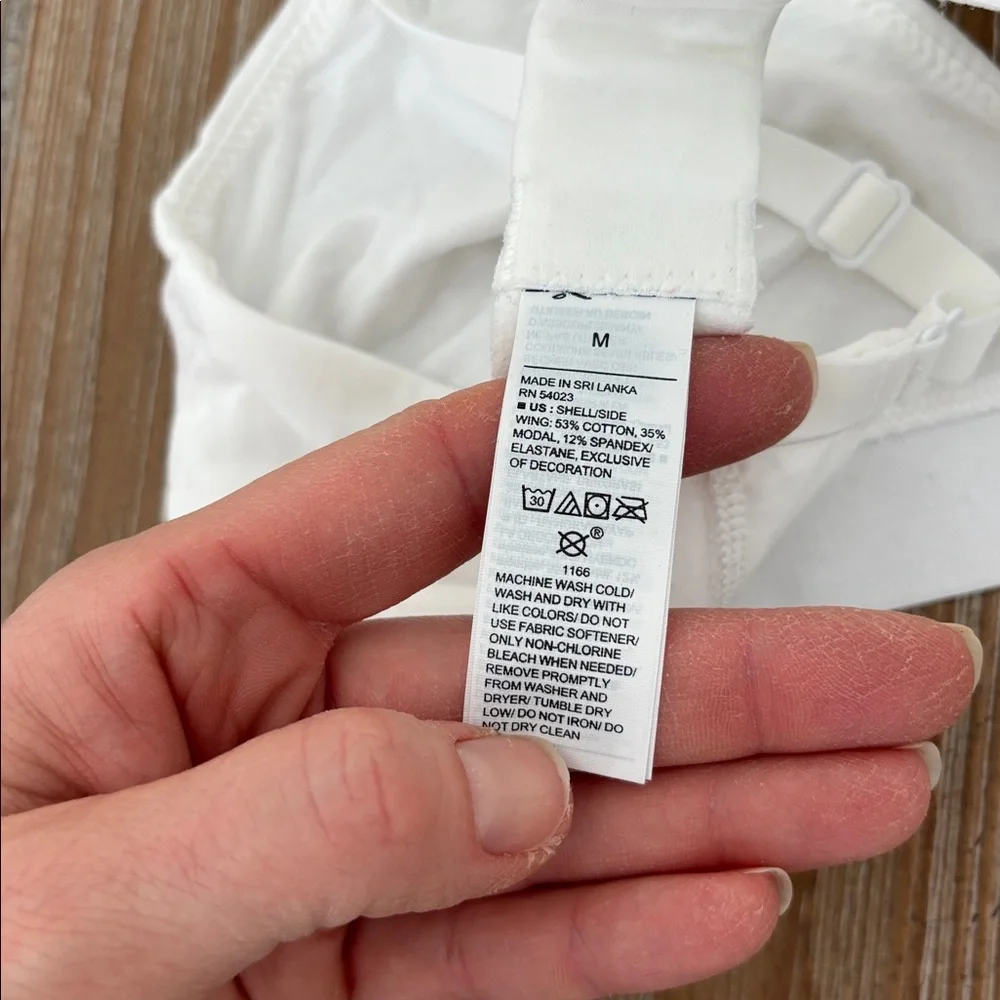 M
MADE IN SRI LANKA
RN 54023
■ US : SHELL/SIDE
WING: 53% COTTON, 35%
MODAL, 12% SPANDEX/
ELASTANE, EXCLUSIVE
OF DECORATION
30
®
1166
MACHINE WASH COLD/
WASH AND DRY WITH
LIKE COLORS/ DO NOT
USE FABRIC SOFTENER/
ONLY NON-CHLORINE
BLEACH WHEN NEEDED/
REMOVE PROMPTLY
FROM WASHER AND
DRYER/ TUMBLE DRY
LOW/ DO NOT IRON/ DO
NOT DRY CLEAN